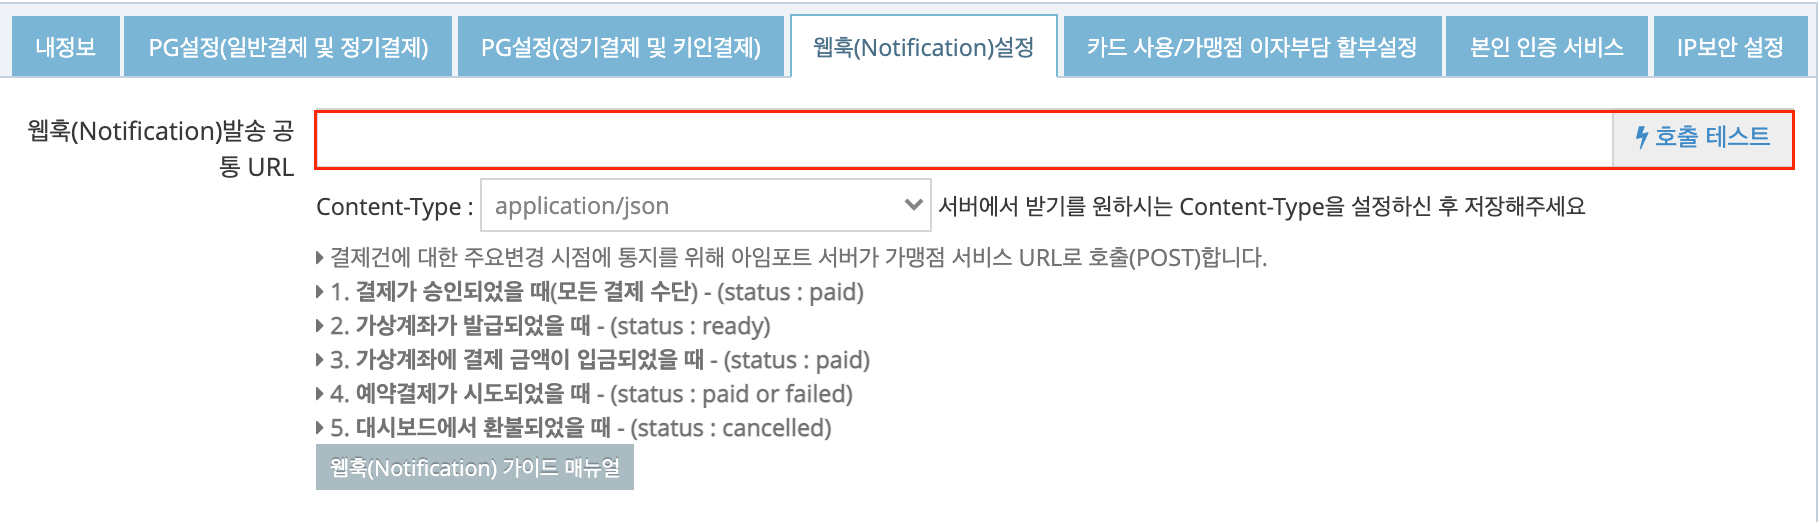 내정보
PG설정(일반결제 및 정기결제)
PG설정(정기결제 및 키인결제)
웹훅(Notification)설정
카드 사용/가맹점 이자부담 할부설정
본인 인증 서비스
IP보안 설정
웹훅(Notification)발송 공
통 URL
호출 테스트
Content-Type : application/json 서버에서 받기를 원하시는 Content-Type을 설정하신 후 저장해주세요
결제건에 대한 주요변경 시점에 통지를 위해 아임포트 서버가 가맹점 서비스 URL로 호출(POST)합니다.
1. 결제가 승인되었을 때(모든 결제 수단) - (status : paid)
2. 가상계좌가 발급되었을 때 - (status : ready)
3. 가상계좌에 결제 금액이 입금되었을 때 - (status : paid)
4. 예약결제가 시도되었을 때 - (status : paid or failed)
5. 대시보드에서 환불되었을 때 - (status : cancelled)
웹훅(Notification) 가이드 매뉴얼